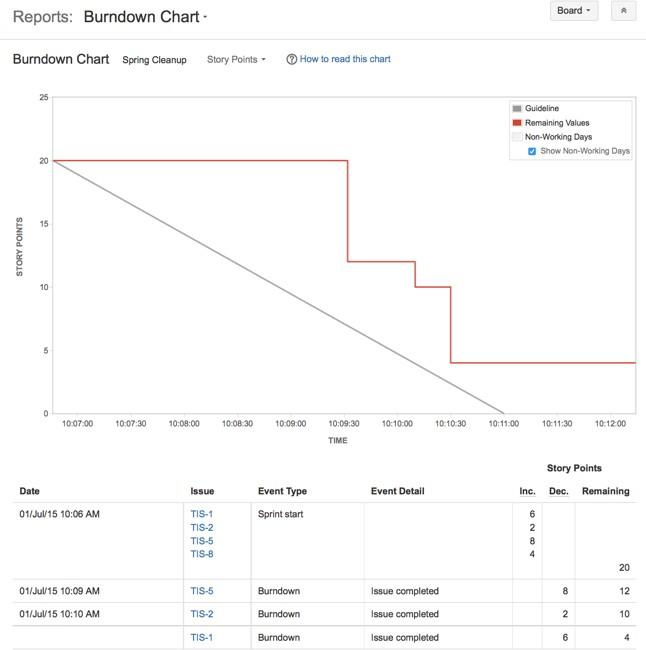 Reports: Burndown Chart
Board
Burndown Chart Spring Cleanup Story Points How to read this chart
25
20
15
10
5
0
STORY POINTS
Guideline
Remaining Values
Non-Working Days
Show Non-Working Days
10:07:00 10:07:30 10:08:00 10:08:30 10:09:00 10:09:30 10:10:00 10:10:30 10:11:00 10:11:30 10:12:00
TIME
Story Points
Date Issue Event Type Event Detail Inc. Dec. Remaining
01/Jul/15 10:06 AM TIS-1 Sprint start 6
TIS-2 2
TIS-5 8
TIS-8 4
20
01/Jul/15 10:09 AM TIS-5 Burndown Issue completed 8 12
01/Jul/15 10:10 AM TIS-2 Burndown Issue completed 2 10
TIS-1 Burndown Issue completed 6 4